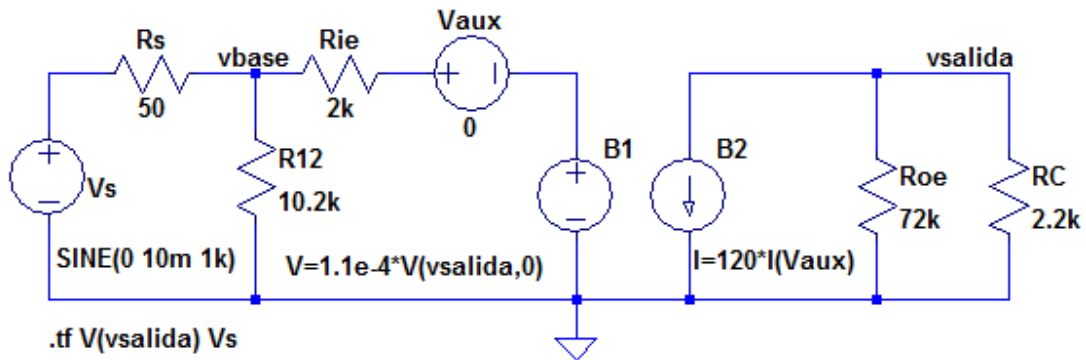 Rs
50
vbase
Rie
2k
Vaux
0
vsalida
Vs
SINE(0 10m 1k)
R12
10.2k
B1
V=1.1e-4*V(vsalida,0)
B2
I=120*I(Vaux)
Roe
72k
RC
2.2k
.tf V(vsalida) Vs